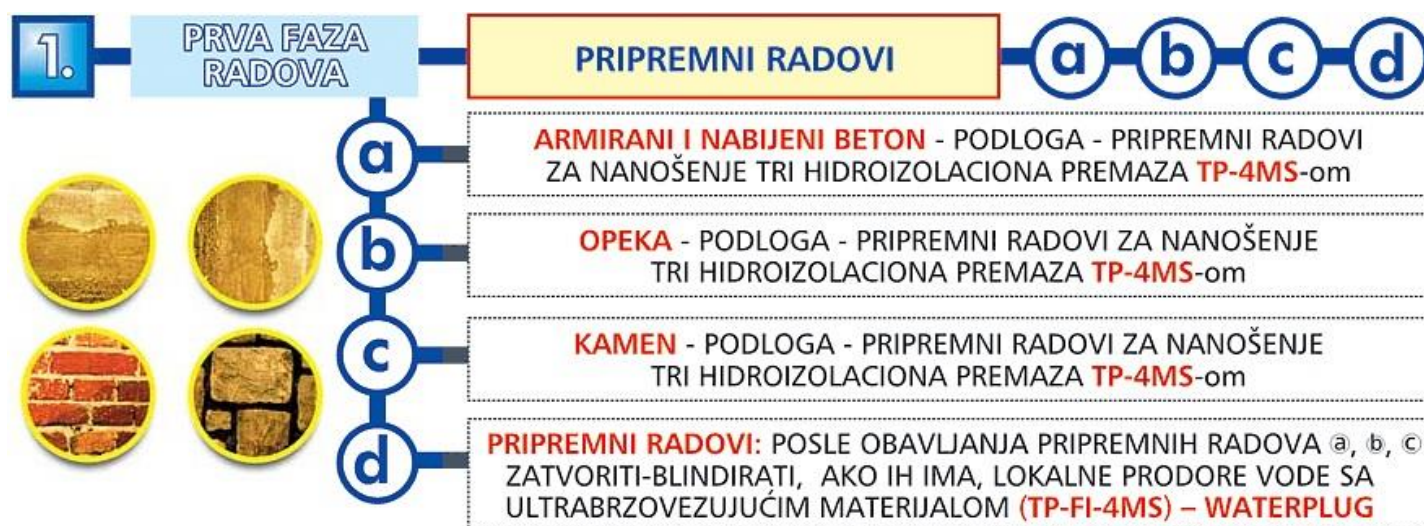 1.
PRVA FAZA
RADOVA
PRIPREMNI RADOVI
a b c d
a
ARMIRANI I NABIJENI BETON - PODLOGA - PRIPREMNI RADOVI
ZA NANOŠENJE TRI HIDROIZOLACIONA PREMAZA TP-4MS-om
b
OPEKA - PODLOGA - PRIPREMNI RADOVI ZA NANOŠENJE
TRI HIDROIZOLACIONA PREMAZA TP-4MS-om
c
KAMEN - PODLOGA - PRIPREMNI RADOVI ZA NANOŠENJE
TRI HIDROIZOLACIONA PREMAZA TP-4MS-om
d
PRIPREMNI RADOVI: POSLE OBAVLJANJA PRIPREMNIH RADOVA ⓐ, ⓑ, ⓒ
ZATVORITI-BLINDIRATI, AKO IH IMA, LOKALNE PRODORE VODE SA
ULTRABRZOVEZUJUĆIM MATERIJALOM (TP-FI-4MS) – WATERPLUG